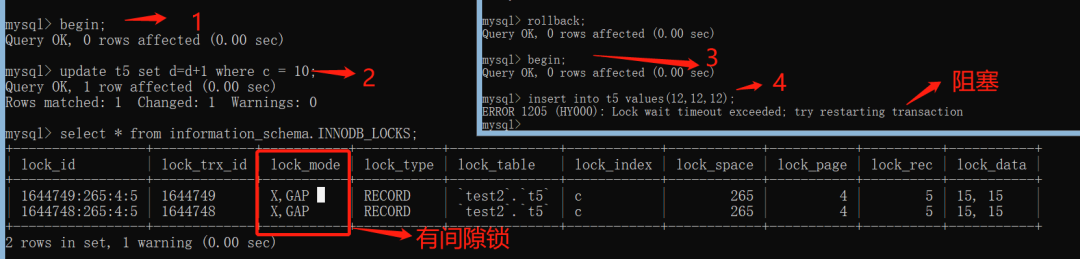 mysql> begin;
1
Query OK, 0 rows affected (0.00 sec)
mysql> update t5 set d=d+1 where c = 10;
2
Query OK, 1 row affected (0.00 sec)
Rows matched: 1  Changed: 1  Warnings: 0
mysql> select * from information_schema.INNODB_LOCKS;
mysql> rollback;
Query OK, 0 rows affected (0.00 sec)
mysql> begin;
3
Query OK, 0 rows affected (0.00 sec)
4
mysql> insert into t5 values(12,12,12);
阻塞
ERROR 1205 (HY000): Lock wait timeout exceeded; try restarting transaction
mysql>
| lock_id | lock_trx_id | lock_mode | lock_type | lock_table | lock_index | lock_space | lock_page | lock_rec | lock_data |
| 1644749:265:4:5 | 1644749 | X,GAP | RECORD | `test2`.`t5` | c | 265 | 4 | 5 | 15, 15 |
| 1644748:265:4:5 | 1644748 | X,GAP | RECORD | `test2`.`t5` | c | 265 | 4 | 5 | 15, 15 |
2 rows in set, 1 warning (0.00 sec)
有间隙锁